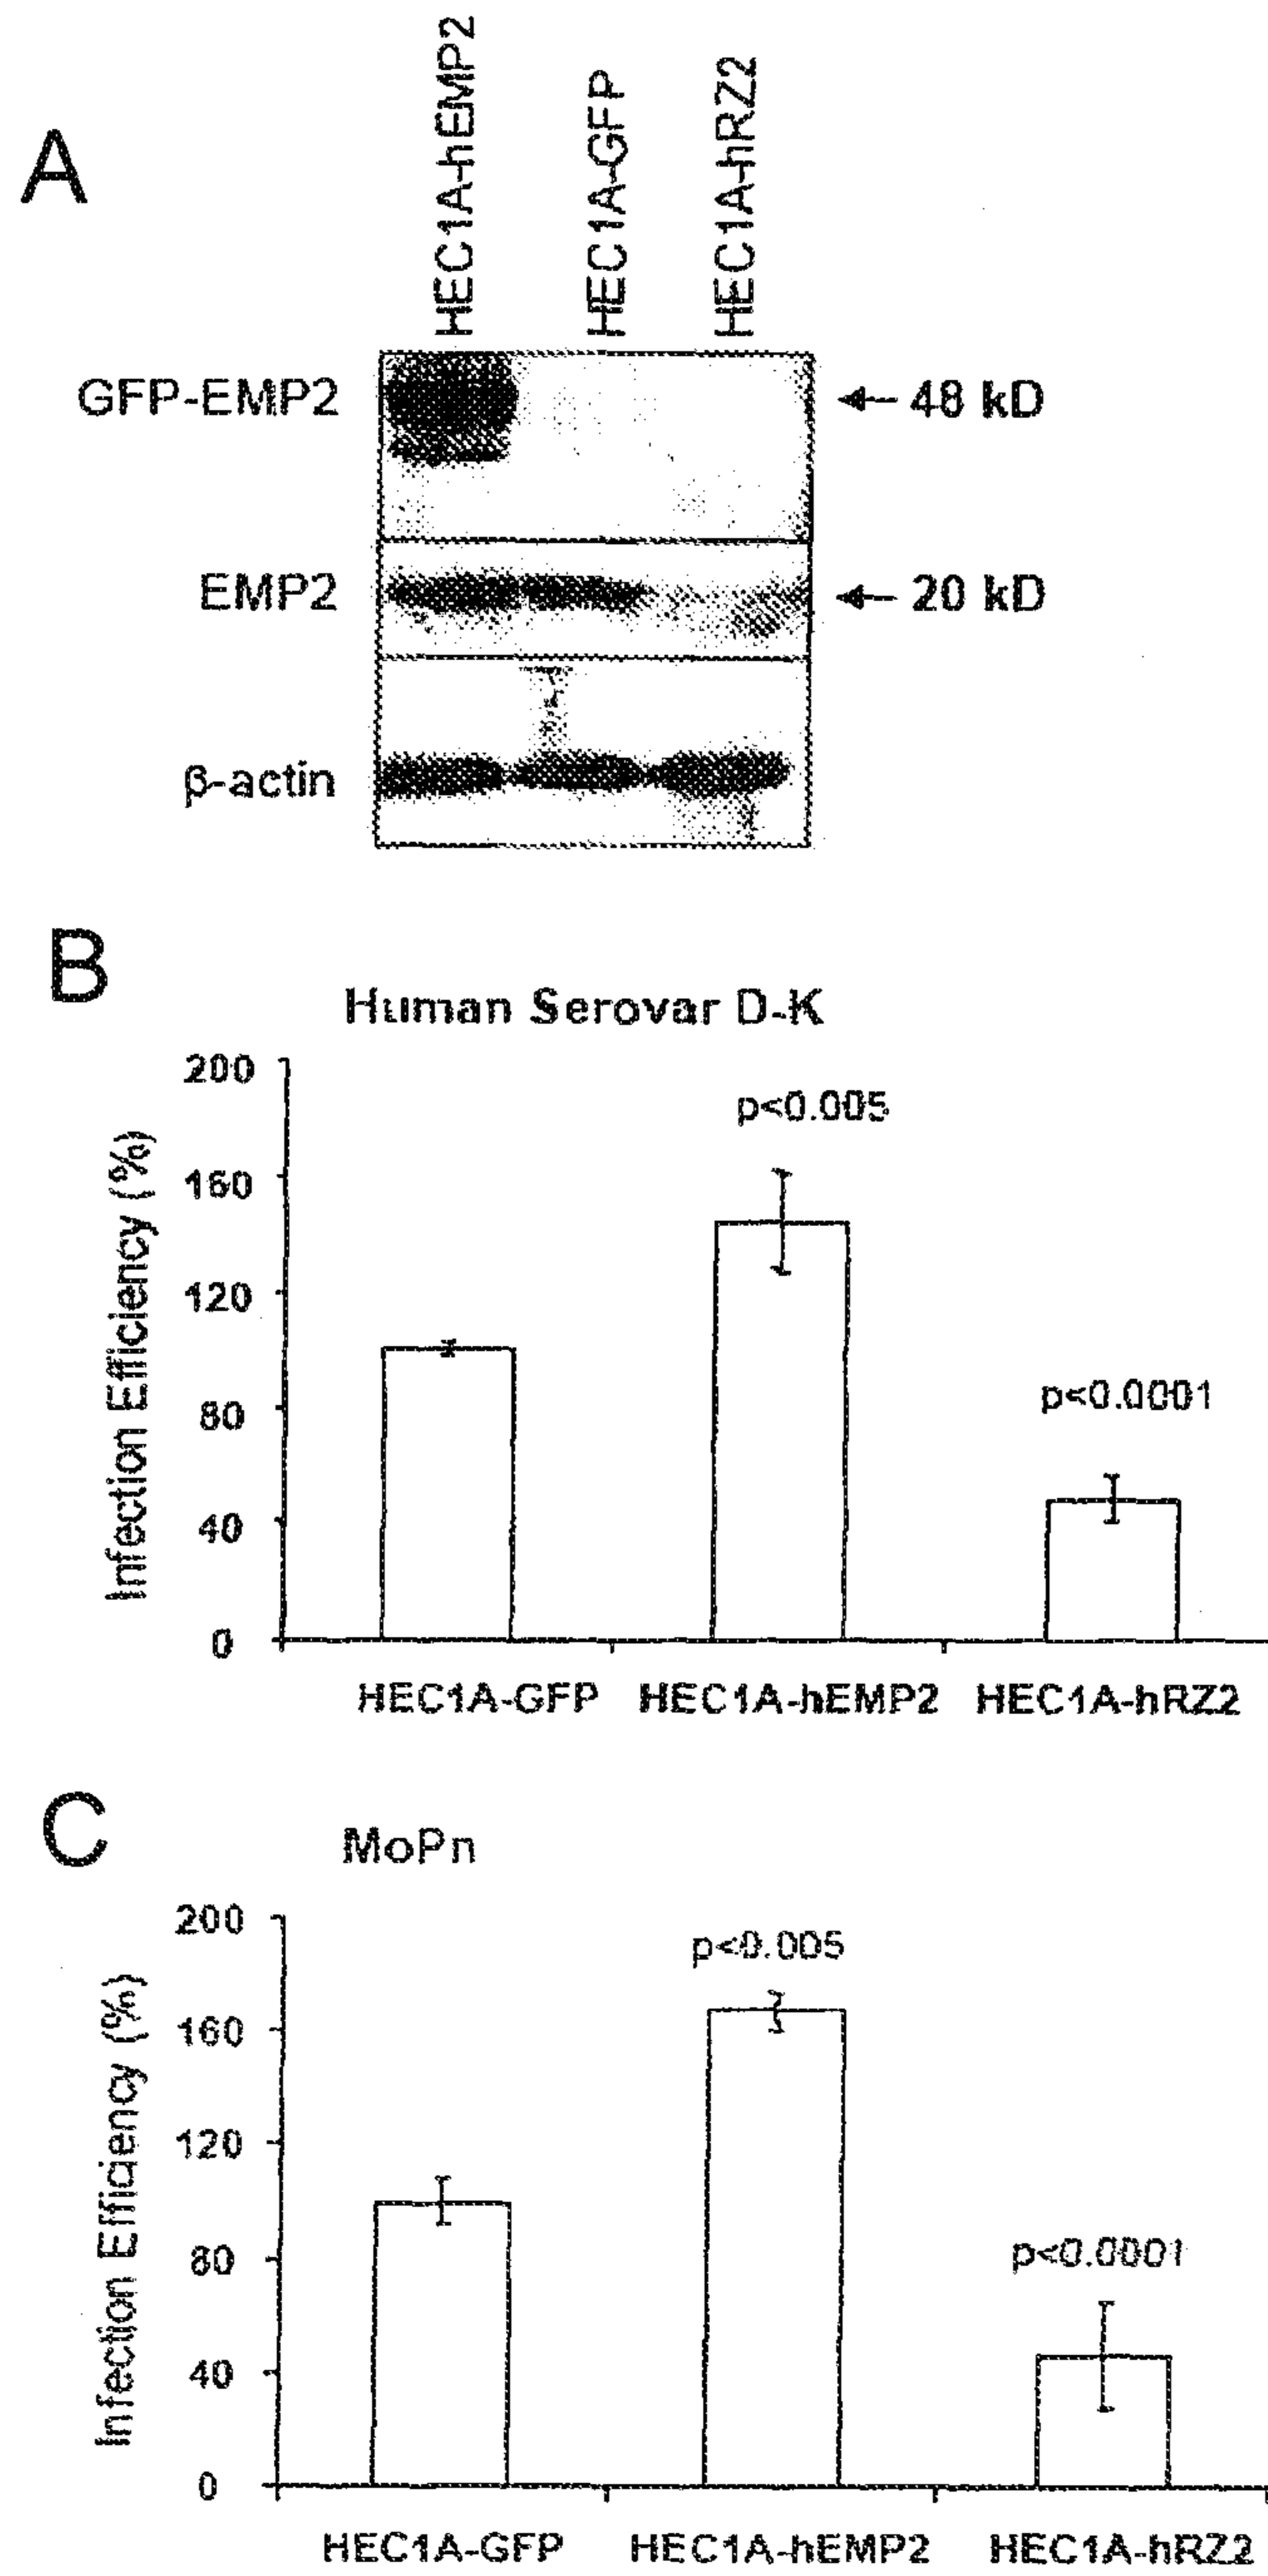 A
HEC1A-hEMP2
HEC1A-GFP
HEC1A-hRZ2
GFP-EMP2
48 kD
EMP2
20 kD
β-actin
B
Human Serovar D-K
Infection Efficiency (%)
200
160
120
80
40
0
p<0.005
p<0.0001
HEC1A-GFP HEC1A-hEMP2 HEC1A-hRZ2
C
MoPn
Infection Efficiency (%)
200
160
120
80
40
0
p<0.005
p<0.0001
HEC1A-GFP HEC1A-hEMP2 HEC1A-hRZ2